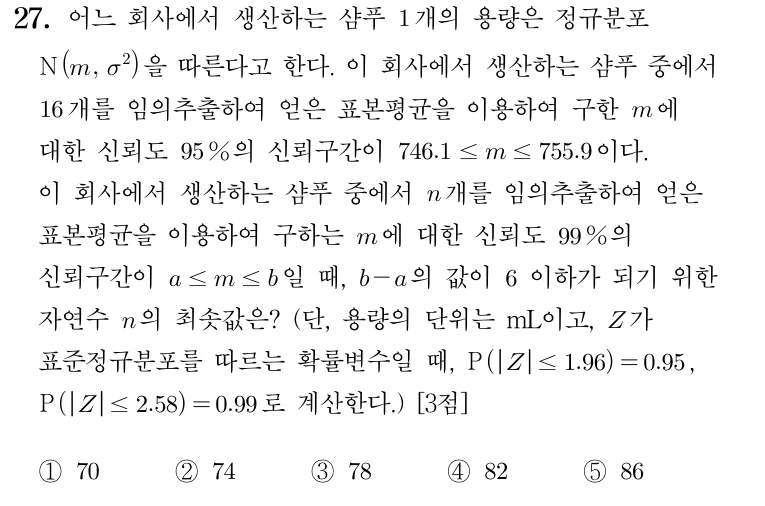 27. 어느 회사에서 생산하는 샴푸 1개의 용량은 정규분포
N(m, σ²)을 따른다고 한다. 이 회사에서 생산하는 샴푸 중에서
16개를 임의추출하여 얻은 표본평균을 이용하여 구한 m에
대한 신뢰도 95%의 신뢰구간이 746.1 ≤ m ≤ 755.9이다.
이 회사에서 생산하는 샴푸 중에서 n개를 임의추출하여 얻은
표본평균을 이용하여 구하는 m에 대한 신뢰도 99%의
신뢰구간이 a ≤ m ≤ b일 때, b−a의 값이 6 이하가 되기 위한
자연수 n의 최솟값은? (단, 용량의 단위는 mL이고, Z가
표준정규분포를 따르는 확률변수일 때, P(|Z| ≤ 1.96) = 0.95,
P(|Z| ≤ 2.58) = 0.99로 계산한다.) [3점]
① 70 ② 74 ③ 78 ④ 82 ⑤ 86